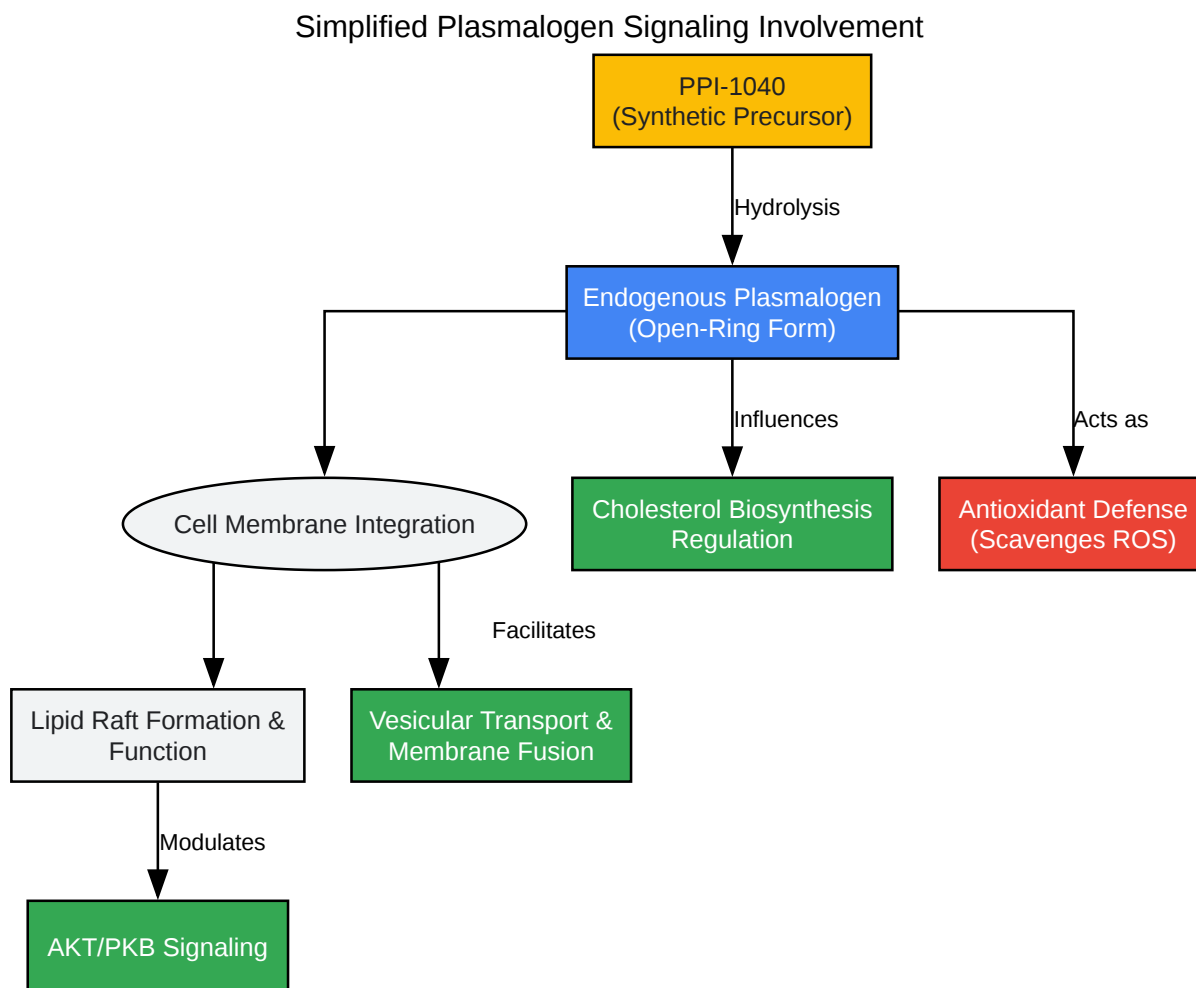 Simplified Plasmalogen Signaling Involvement
PPI-1040
(Synthetic Precursor)
Hydrolysis
Endogenous Plasmalogen
(Open-Ring Form)
Influences
Acts as
Cell Membrane Integration
Cholesterol Biosynthesis
Regulation
Antioxidant Defense
(Scavenges ROS)
Facilitates
Lipid Raft Formation &
Function
Vesicular Transport &
Membrane Fusion
Modulates
AKT/PKB Signaling